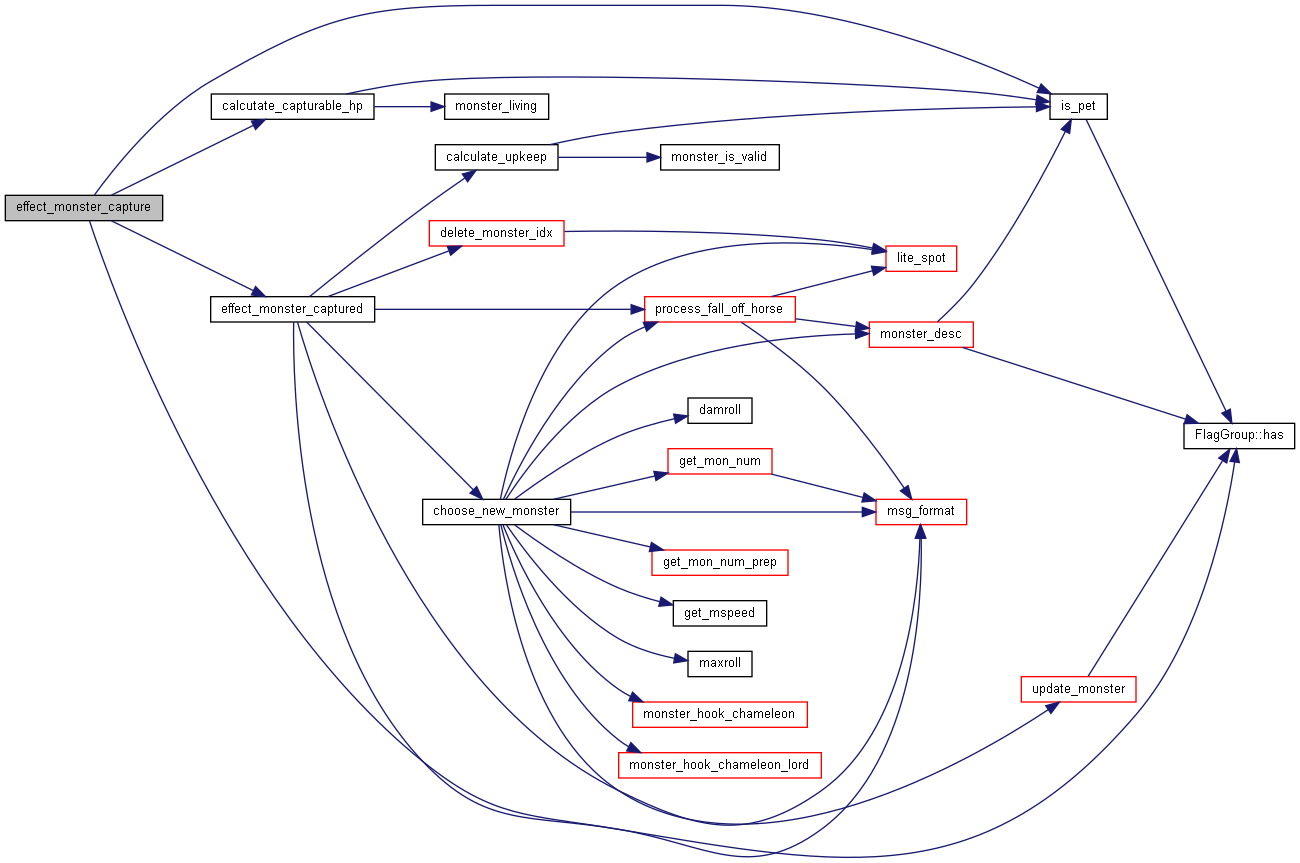 effect_monster_capture
calcutate_capturable_hp
monster_living
is_pet
calculate_upkeep
monster_is_valid
delete_monster_idx
lite_spot
effect_monster_captured
process_fall_off_horse
monster_desc
damroll
FlagGroup::has
get_mon_num
choose_new_monster
msg_format
get_mon_num_prep
get_mspeed
maxroll
update_monster
monster_hook_chameleon
monster_hook_chameleon_lord